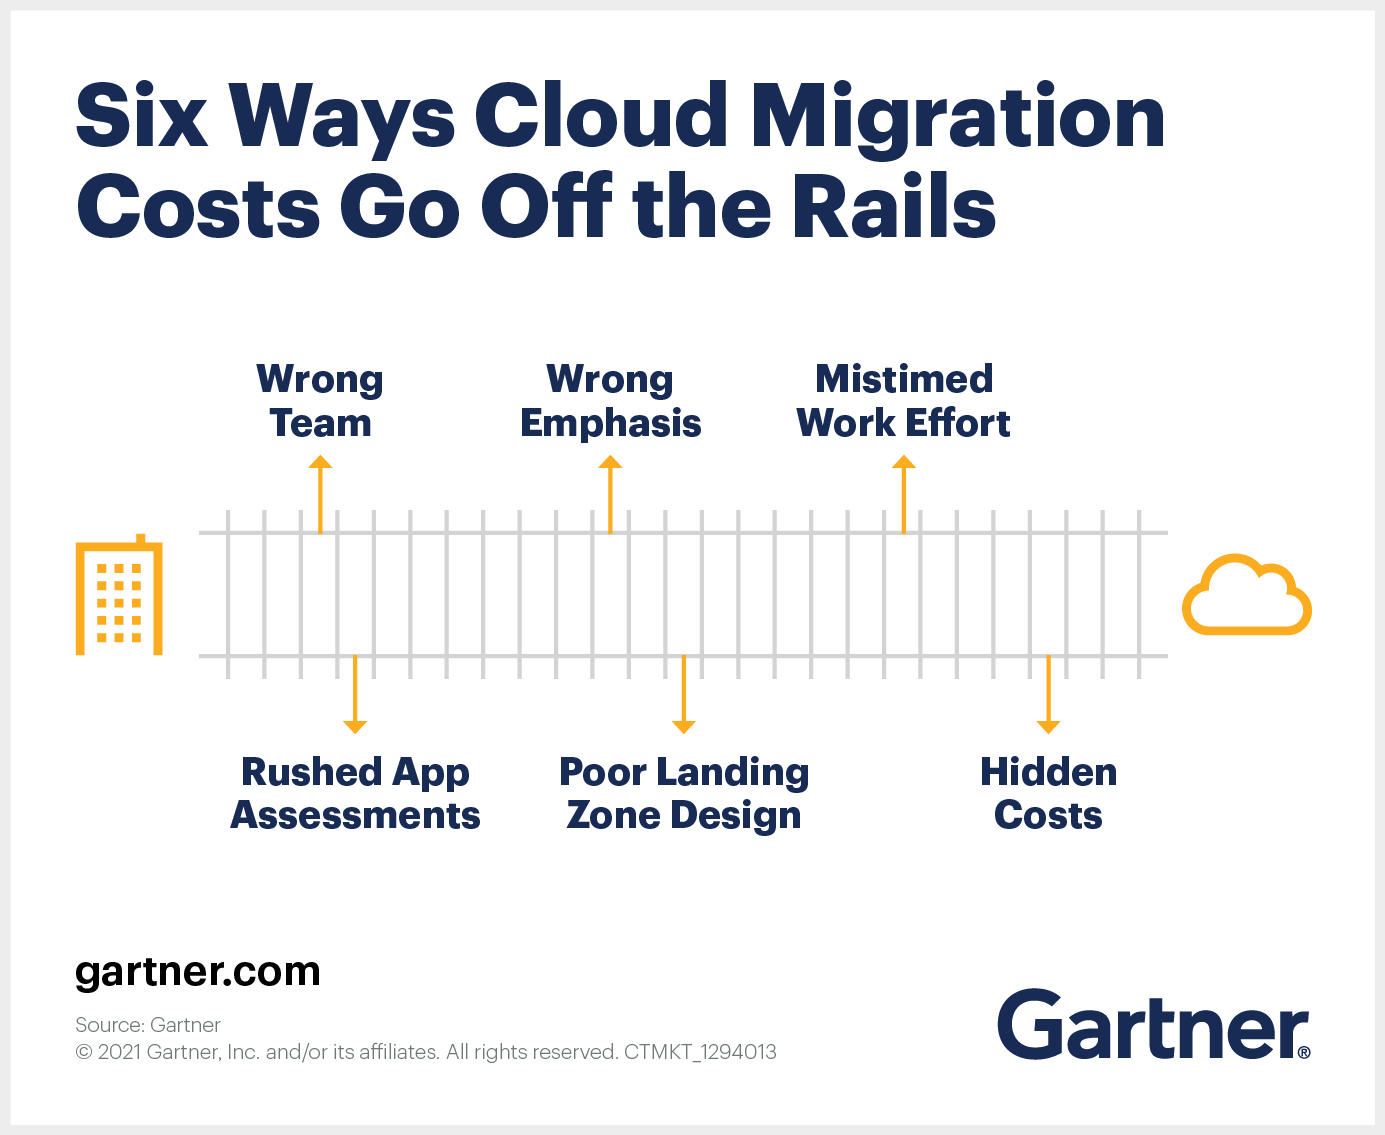 Six Ways Cloud Migration
Costs Go Off the Rails
Wrong
Team
Wrong
Emphasis
Mistimed
Work Effort
Rushed App
Assessments
Poor Landing
Zone Design
Hidden
Costs
gartner.com
Source: Gartner
© 2021 Gartner, Inc. and/or its affiliates. All rights reserved. CTMKT_1294013
Gartner®